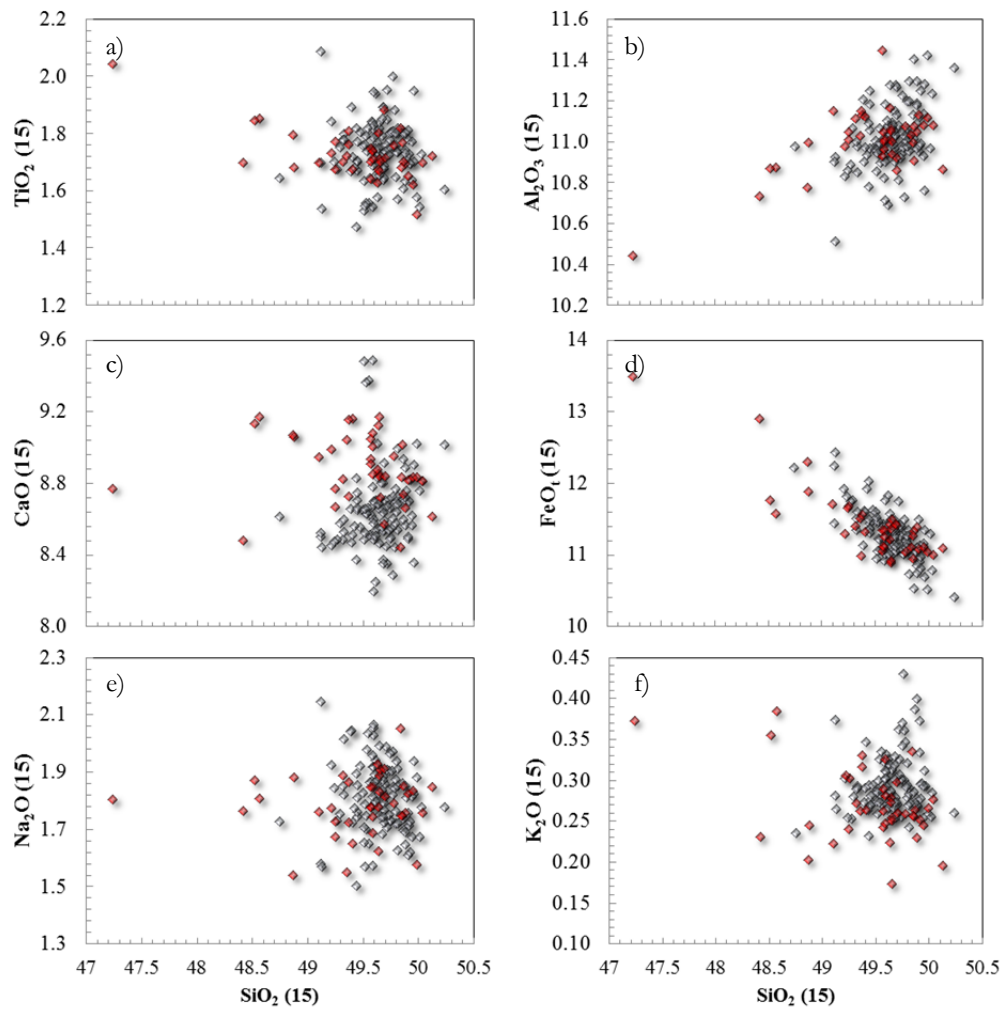 a)
TiO₂ (15)
2.2
2.0
1.8
1.6
1.4
1.2
b)
Al₂O₃ (15)
11.6
11.4
11.2
11.0
10.8
10.6
10.4
10.2
c)
CaO (15)
9.6
9.2
8.8
8.4
8.0
d)
FeOₜ (15)
14
13
12
11
10
e)
Na₂O (15)
2.3
2.1
1.9
1.7
1.5
1.3
47 47.5 48 48.5 49 49.5 50 50.5
SiO₂ (15)
f)
K₂O (15)
0.45
0.40
0.35
0.30
0.25
0.20
0.15
0.10
47 47.5 48 48.5 49 49.5 50 50.5
SiO₂ (15)